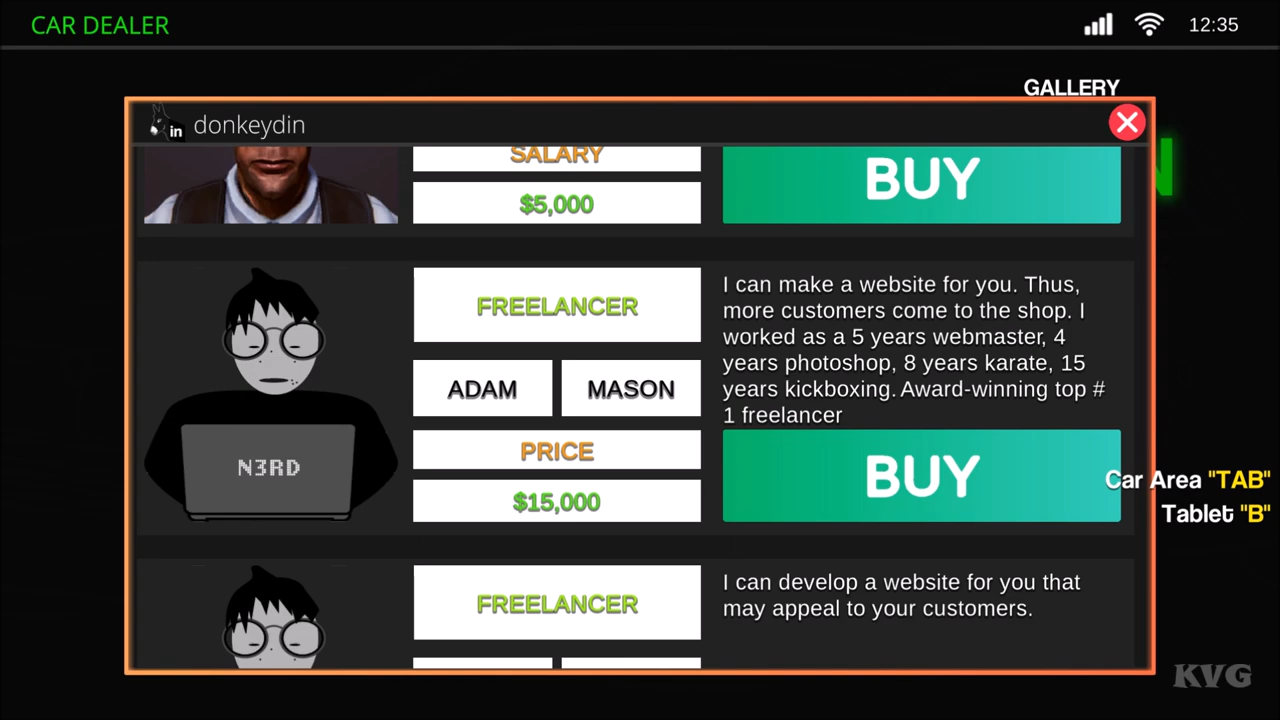 CAR DEALER
12:35
GALLERY
in donkeydin
SALARY
BUY
$5,000
FREELANCER
I can make a website for you. Thus,
more customers come to the shop. I
worked as a 5 years webmaster, 4
years photoshop, 8 years karate, 15
years kickboxing. Award-winning top #
1 freelancer
ADAM
MASON
PRICE
N3RD
$15,000
BUY
Car Area "TAB"
Tablet "B"
FREELANCER
I can develop a website for you that
may appeal to your customers.
KVG